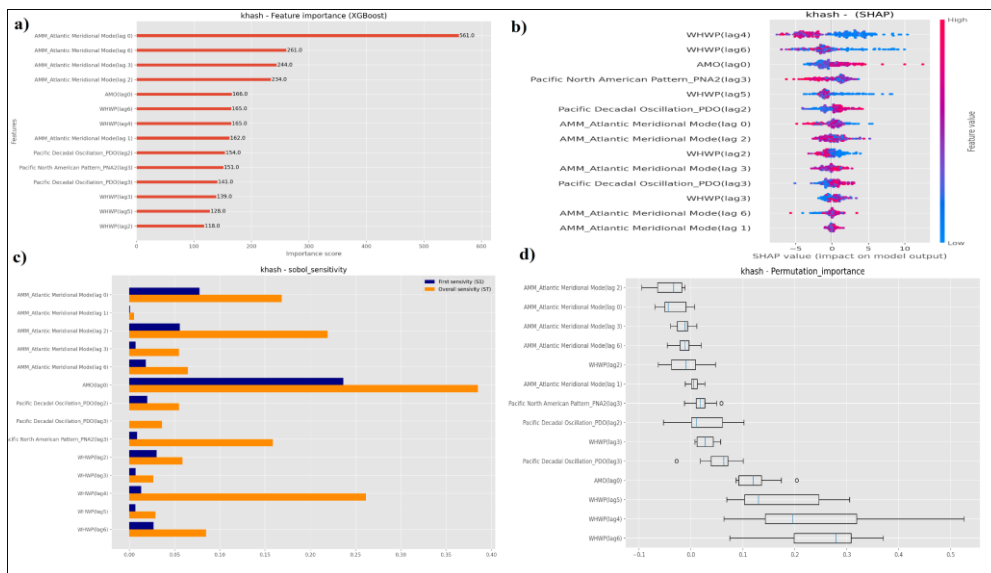 a)
khash - Feature importance (XGBoost)
Features
AMM_Atlantic Meridional Mode(lag 0)
561.0
AMM_Atlantic Meridional Mode(lag 6)
261.0
AMM_Atlantic Meridional Mode(lag 3)
244.0
AMM_Atlantic Meridional Mode(lag 2)
234.0
AMO(lag0)
166.0
WHWP(lag6)
165.0
WHWP(lag4)
165.0
AMM_Atlantic Meridional Mode(lag 1)
162.0
Pacific Decadal Oscillation_PDO(lag2)
154.0
Pacific North American Pattern_PNA2(lag3)
151.0
Pacific Decadal Oscillation_PDO(lag3)
WHWP(lag3)
139.0
WHWP(lag5)
128.0
WHWP(lag2)
118.0
0 100 200 300 400 500 600
Importance score
b)
khash - (SHAP)
WHWP(lag4)
WHWP(lag6)
AMO(lag0)
Pacific North American Pattern_PNA2(lag3)
WHWP(lag5)
Pacific Decadal Oscillation_PDO(lag2)
AMM_Atlantic Meridional Mode(lag 0)
AMM_Atlantic Meridional Mode(lag 2)
WHWP(lag2)
AMM_Atlantic Meridional Mode(lag 3)
Pacific Decadal Oscillation_PDO(lag3)
WHWP(lag3)
AMM_Atlantic Meridional Mode(lag 6)
AMM_Atlantic Meridional Mode(lag 1)
−5 0 5 10
SHAP value (impact on model output)
High
Feature value
Low
c)
khash - sobol_sensitivity
First sensivity (S1)
Overall sensivity (ST)
AMM_Atlantic Meridional Mode(lag 0)
AMM_Atlantic Meridional Mode(lag 1)
AMM_Atlantic Meridional Mode(lag 2)
AMM_Atlantic Meridional Mode(lag 3)
AMM_Atlantic Meridional Mode(lag 6)
AMO(lag0)
Pacific Decadal Oscillation_PDO(lag2)
Pacific Decadal Oscillation_PDO(lag3)
acific North American Pattern_PNA2(lag3)
WHWP(lag2)
WHWP(lag3)
WHWP(lag4)
WHWP(lag5)
WHWP(lag6)
0.00 0.05 0.10 0.15 0.20 0.25 0.30 0.35 0.40
d)
khash - Permutation_importance
AMM_Atlantic Meridional Mode(lag 2)
AMM_Atlantic Meridional Mode(lag 0)
AMM_Atlantic Meridional Mode(lag 3)
AMM_Atlantic Meridional Mode(lag 6)
WHWP(lag2)
AMM_Atlantic Meridional Mode(lag 1)
Pacific North American Pattern_PNA2(lag3)
Pacific Decadal Oscillation_PDO(lag2)
WHWP(lag3)
Pacific Decadal Oscillation_PDO(lag3)
AMO(lag0)
WHWP(lag5)
WHWP(lag4)
WHWP(lag6)
−0.1 0.0 0.1 0.2 0.3 0.4 0.5